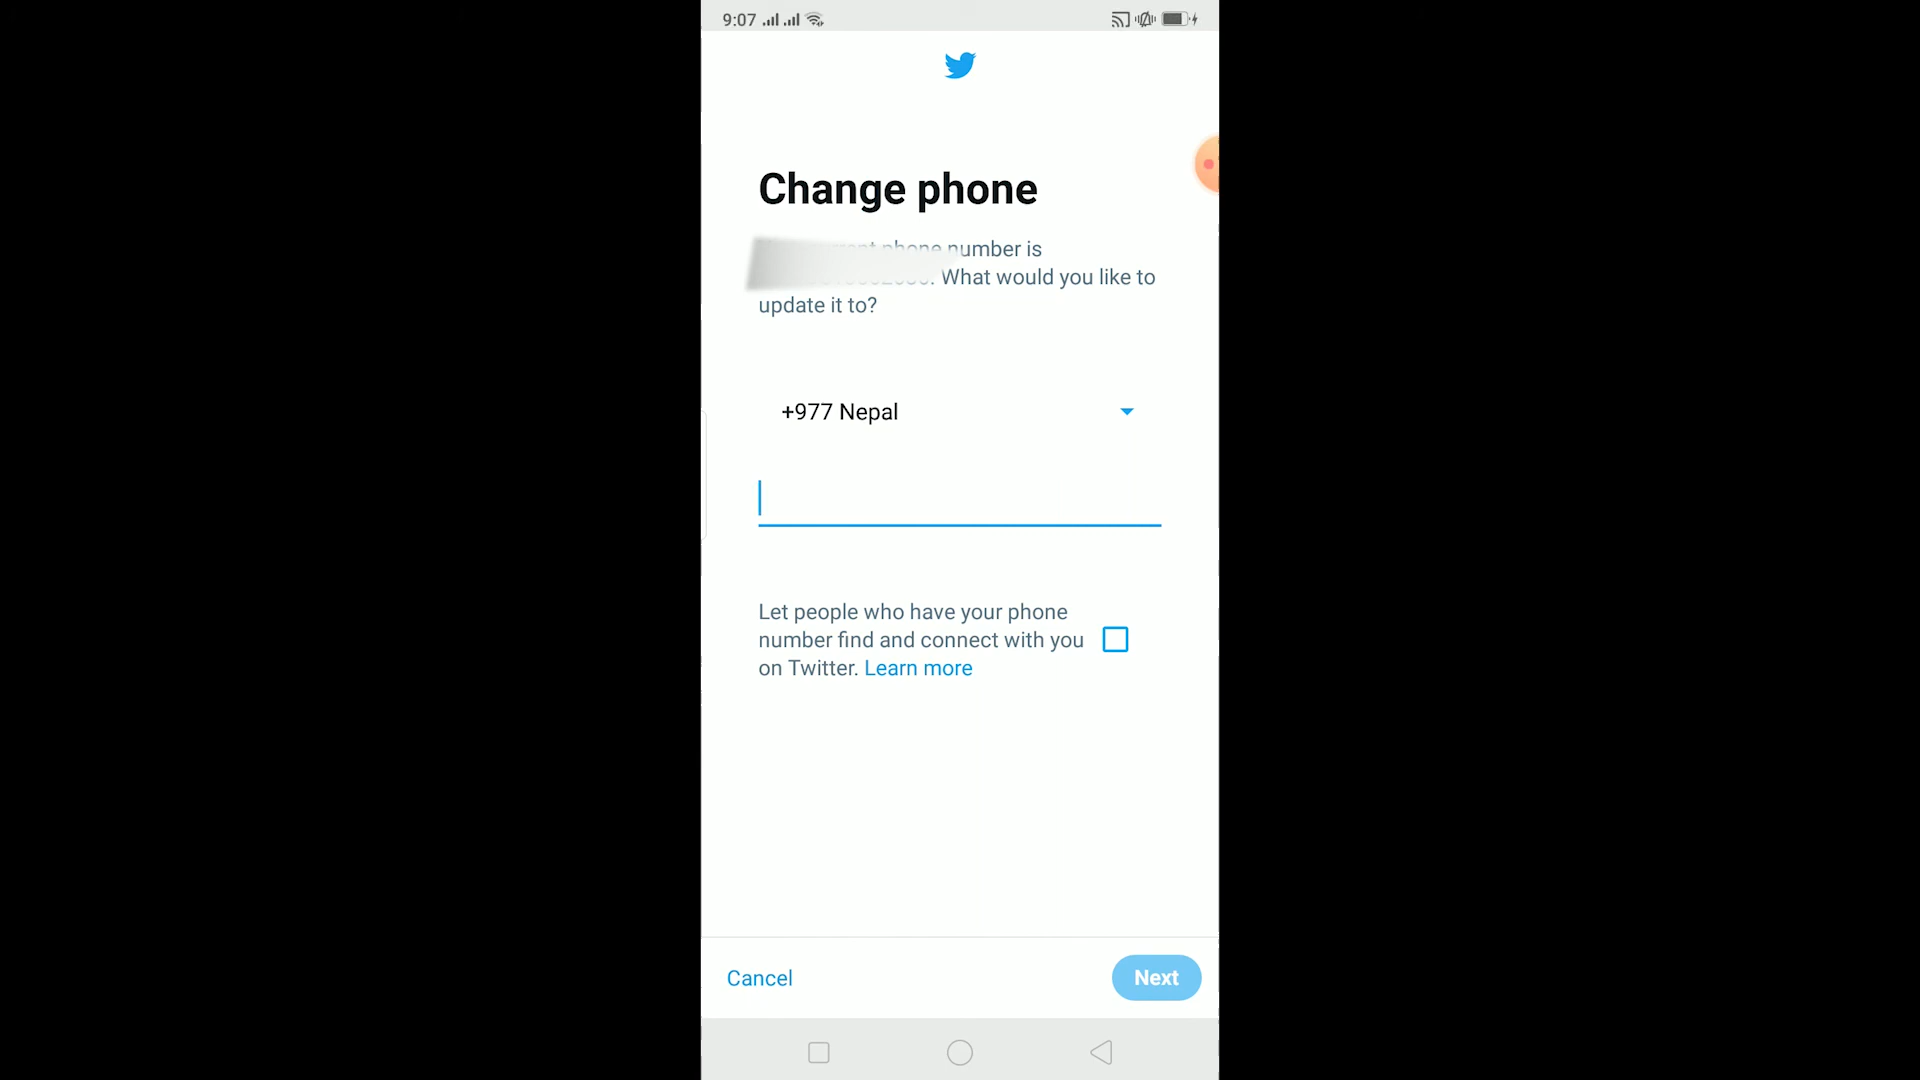 9:07
Change phone
phone number is
What would you like to
update it to?
+977 Nepal
Let people who have your phone
number find and connect with you
on Twitter. Learn more
Cancel
Next